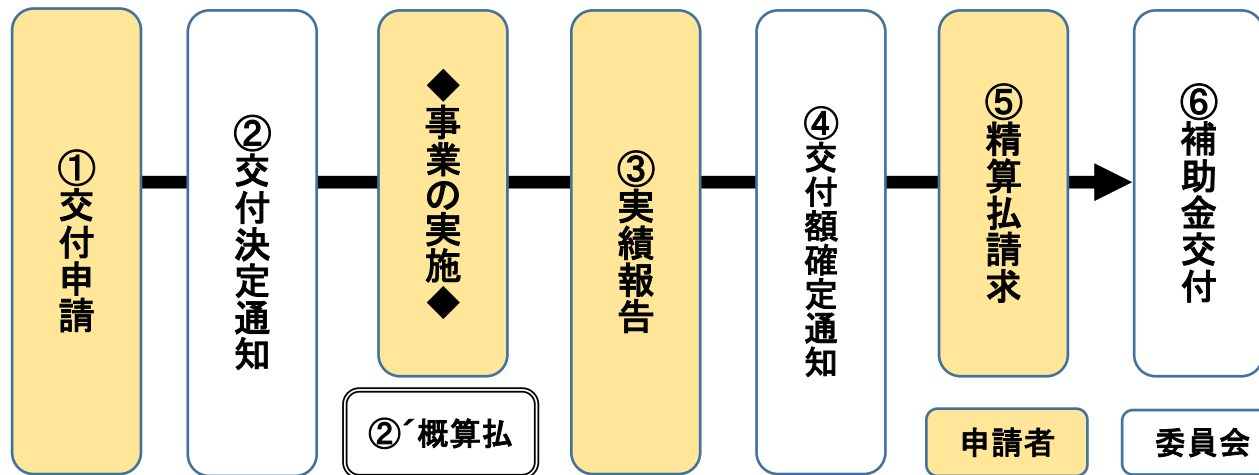 ①交付申請
②交付決定通知
◆事業の実施◆
②´概算払
③実績報告
④交付額確定通知
⑤精算払請求
⑥補助金交付
申請者
委員会